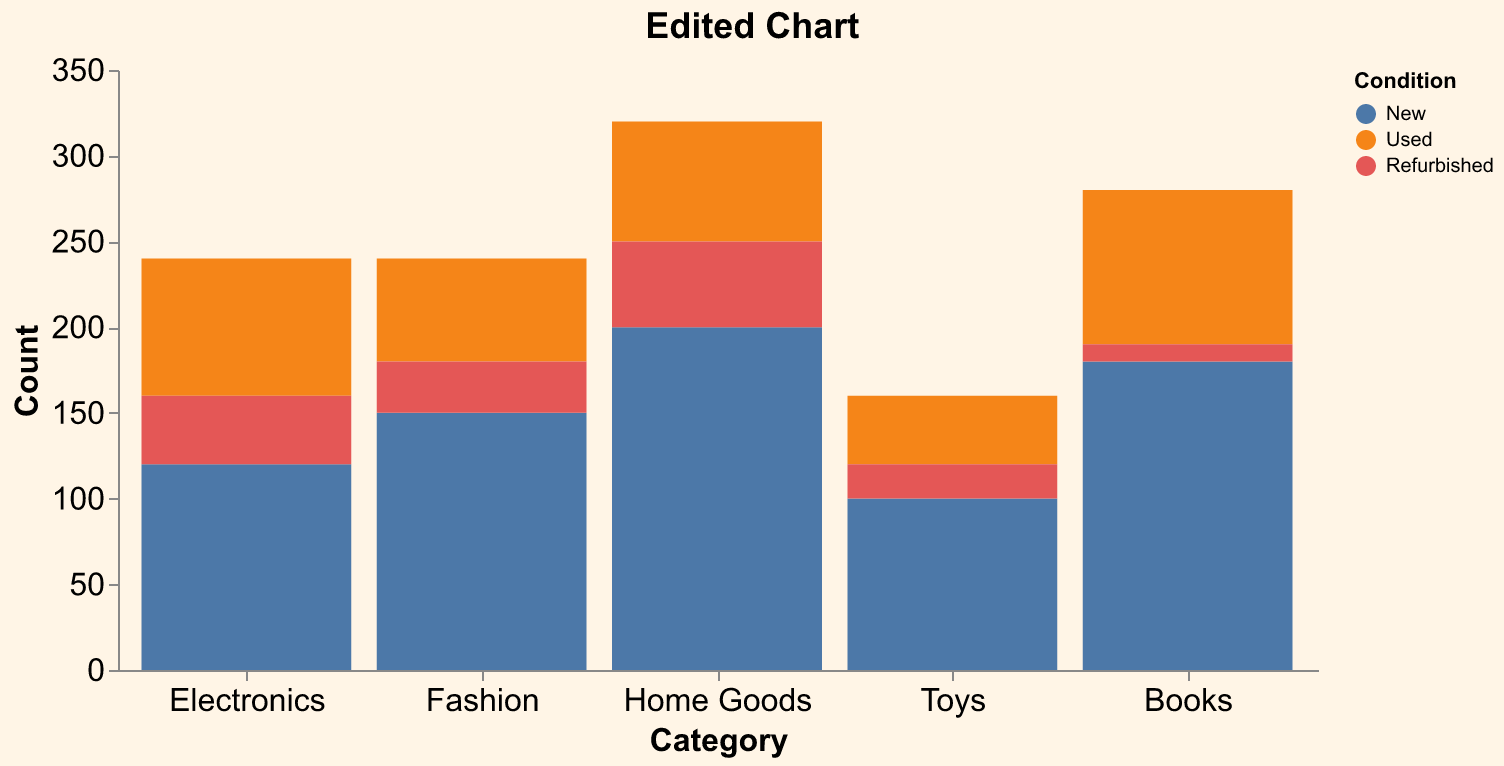 Edited Chart
350
300
250
200
150
100
50
0
Count
Electronics Fashion Home Goods Toys Books
Category
Condition
New
Used
Refurbished